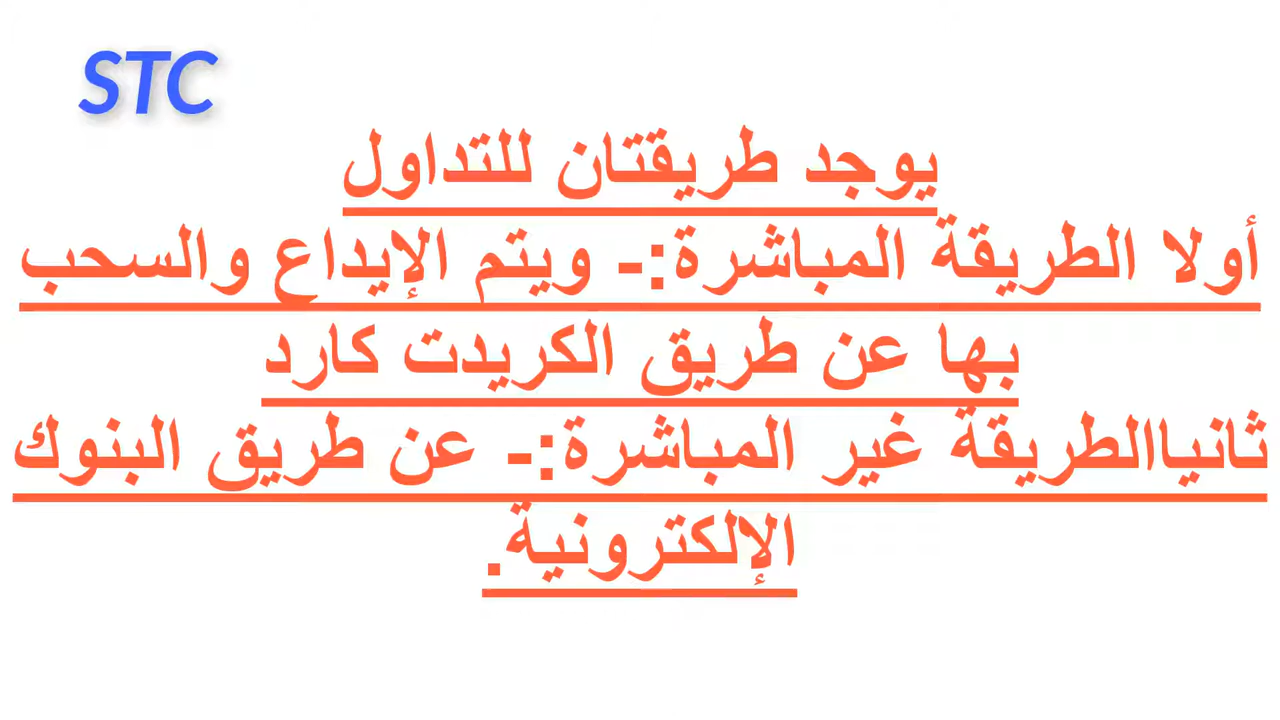 STC
يوجد طريقتان للتداول
أولا الطريقة المباشرة:- ويتم الإيداع والسحب
بها عن طريق الكريدت كارد
ثانياالطريقة غير المباشرة:- عن طريق البنوك
الإلكترونية.